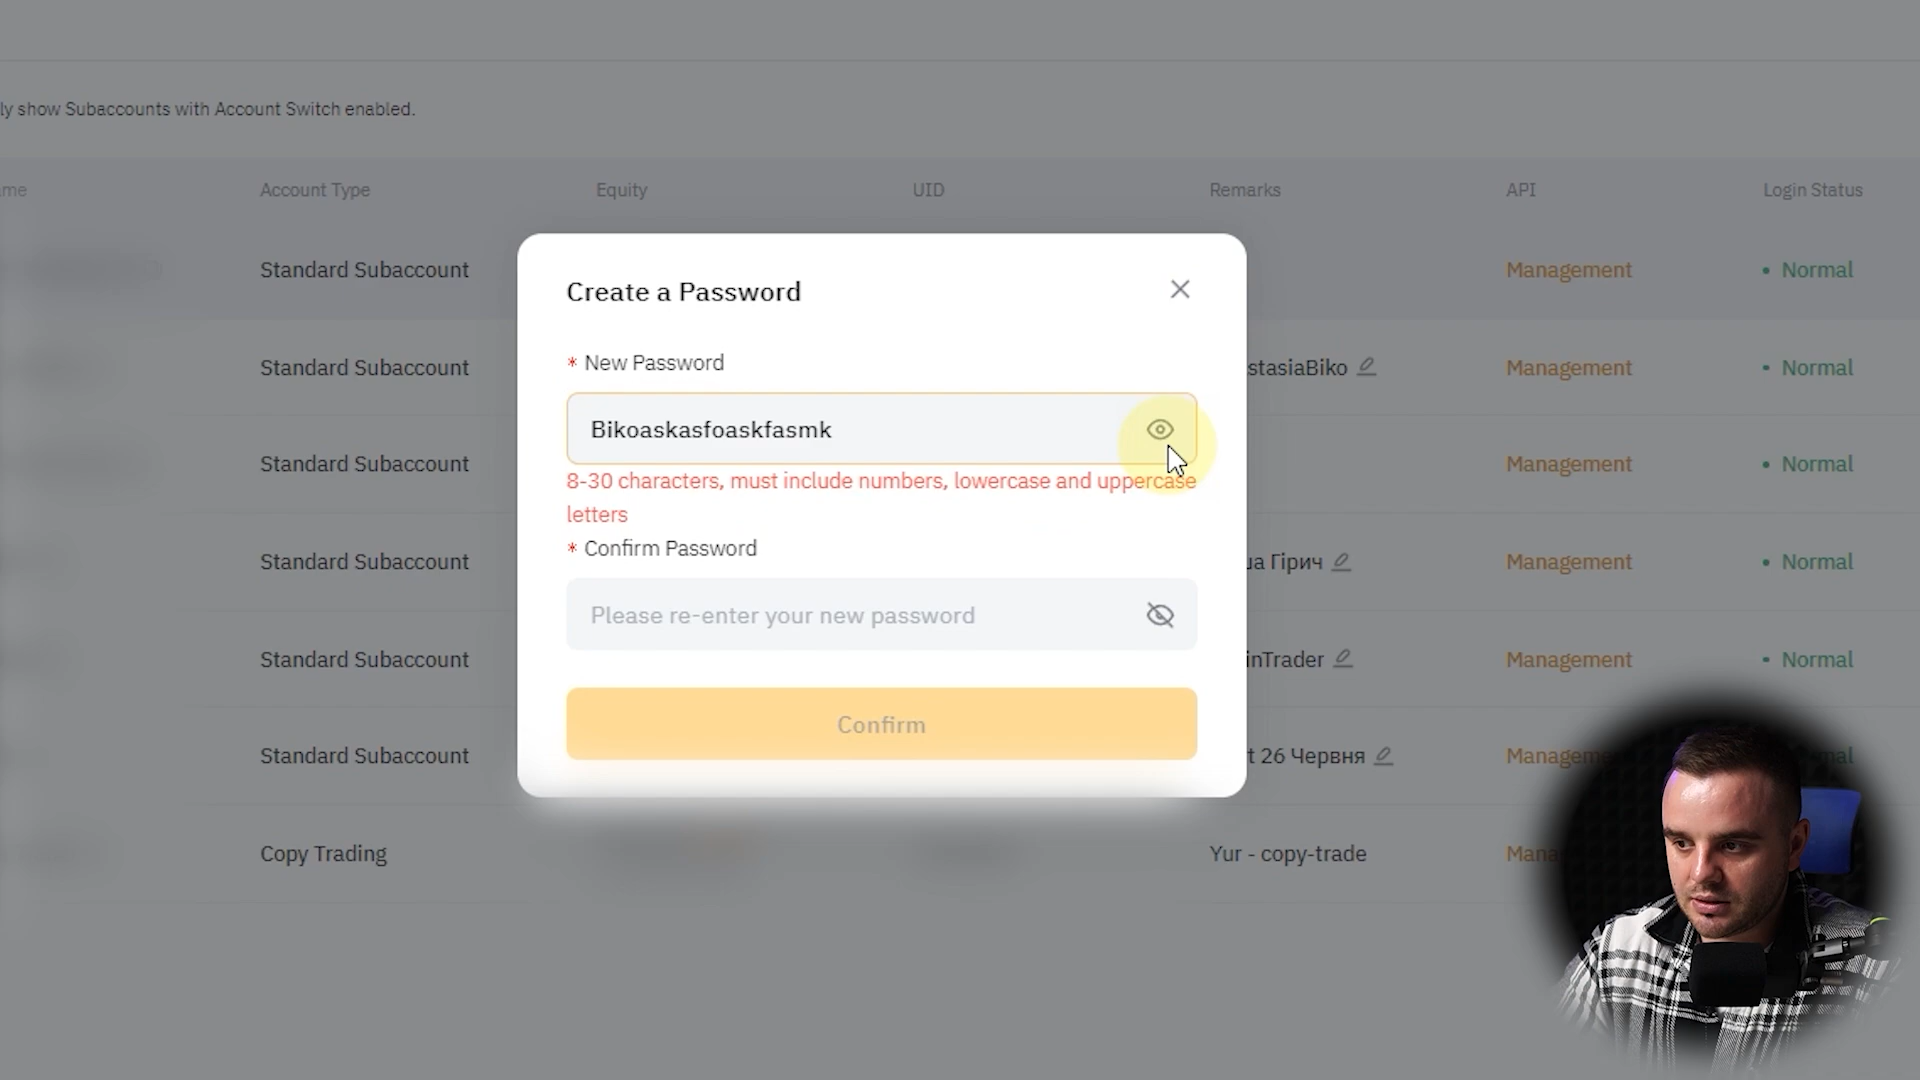 ly show Subaccounts with Account Switch enabled.
me Account Type Equity UID Remarks API Login Status
Standard Subaccount Management • Normal
Standard Subaccount stasiaBiko Management • Normal
Standard Subaccount Management • Normal
Standard Subaccount ша Гірич Management • Normal
Standard Subaccount inTrader Management • Normal
Standard Subaccount t 26 Червня Managem mal
Copy Trading Yur - copy-trade Mana
Create a Password
* New Password
Bikoaskasfoaskfasmk
8-30 characters, must include numbers, lowercase and uppercase
letters
* Confirm Password
Please re-enter your new password
Confirm